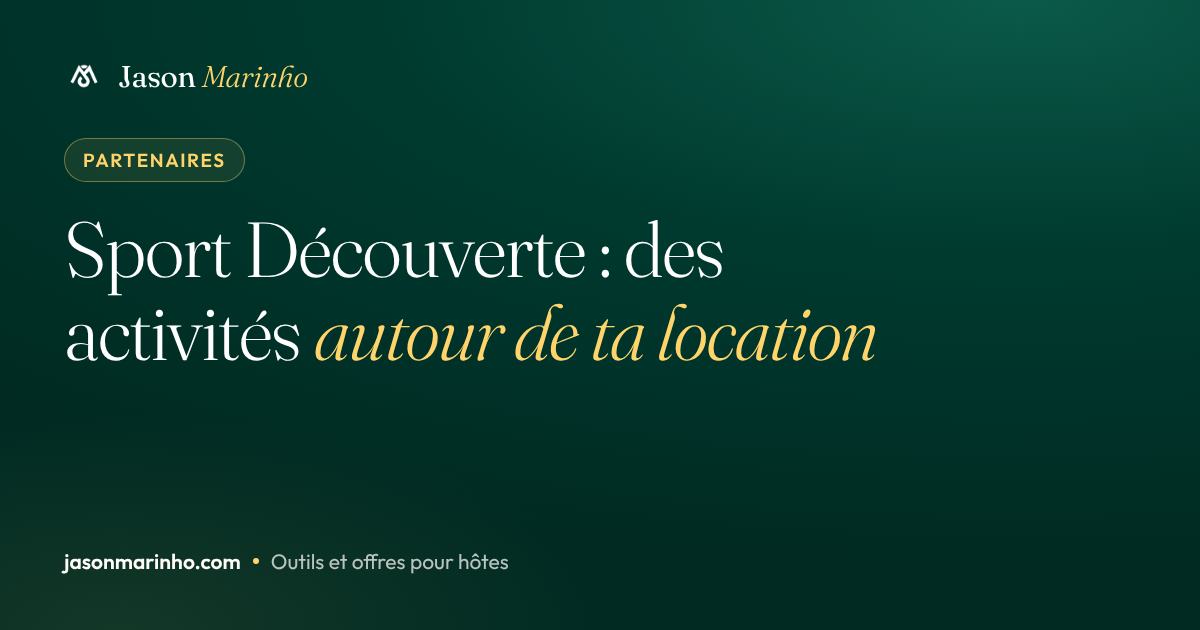 Jason Marinho
PARTENAIRES
Sport Découverte : des
activités autour de ta location
jasonmarinho.com • Outils et offres pour hôtes